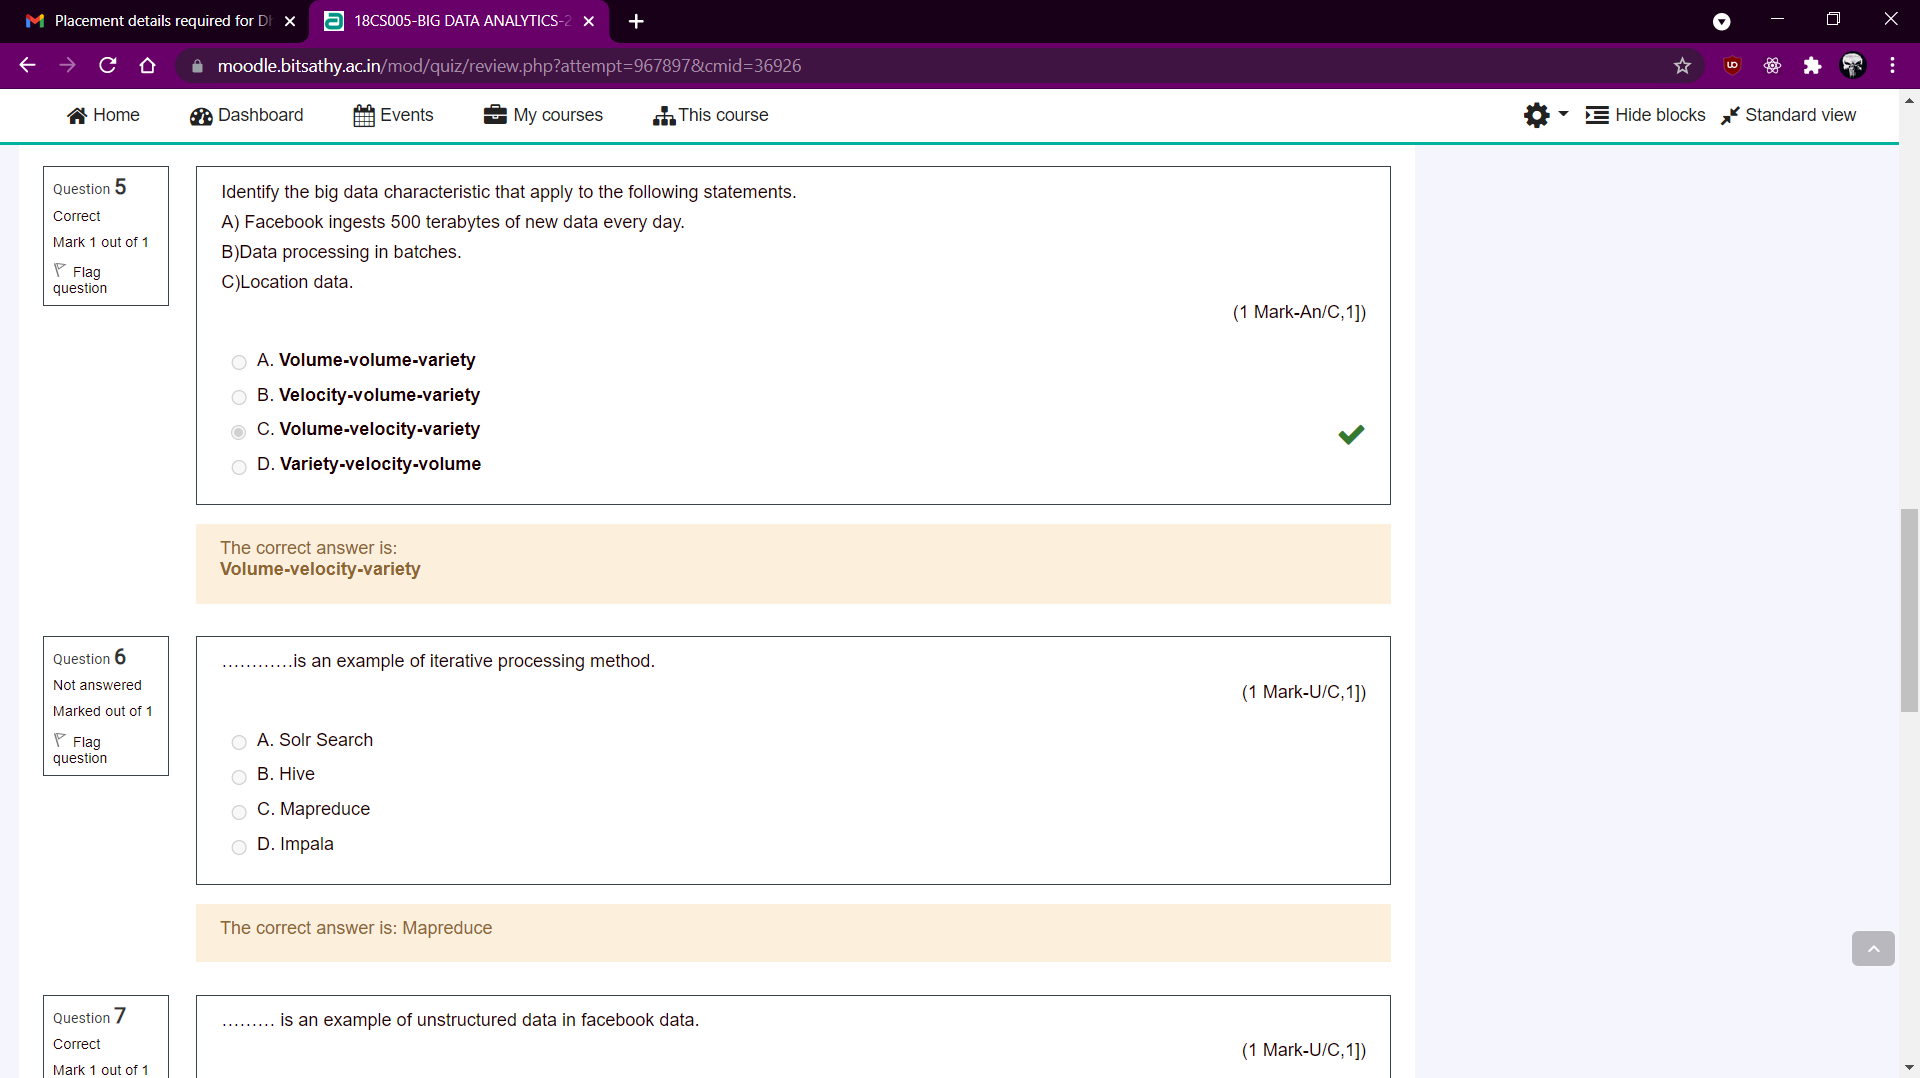 Placement details required for Dh
18CS005-BIG DATA ANALYTICS-2
moodle.bitsathy.ac.in/mod/quiz/review.php?attempt=967897&cmid=36926
Home
Dashboard
Events
My courses
This course
Hide blocks
Standard view
Question 5
Correct
Mark 1 out of 1
Flag
question
Identify the big data characteristic that apply to the following statements.
A) Facebook ingests 500 terabytes of new data every day.
B)Data processing in batches.
C)Location data.
(1 Mark-An/C,1])
A. Volume-volume-variety
B. Velocity-volume-variety
C. Volume-velocity-variety
D. Variety-velocity-volume
The correct answer is:
Volume-velocity-variety
Question 6
Not answered
Marked out of 1
Flag
question
…………is an example of iterative processing method.
(1 Mark-U/C,1])
A. Solr Search
B. Hive
C. Mapreduce
D. Impala
The correct answer is: Mapreduce
Question 7
Correct
Mark 1 out of 1
……… is an example of unstructured data in facebook data.
(1 Mark-U/C,1])